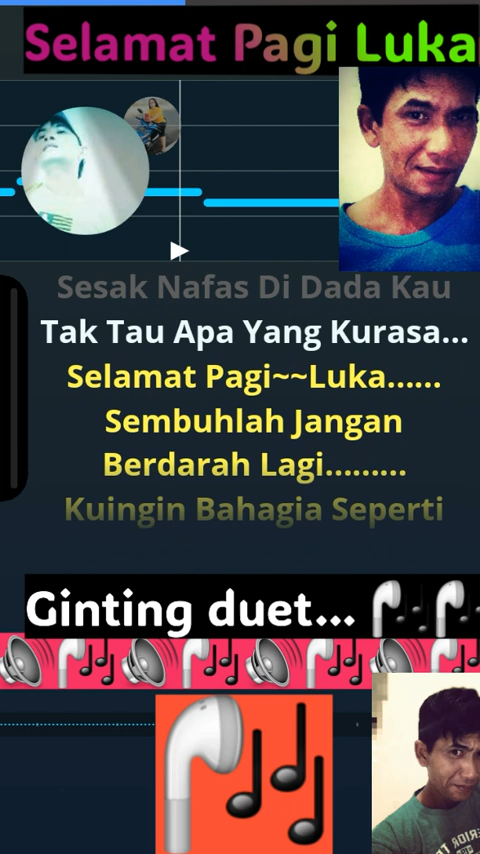 Selamat Pagi Luka
Sesak Nafas Di Dada Kau
Tak Tau Apa Yang Kurasa...
Selamat Pagi~~Luka......
Sembuhlah Jangan
Berdarah Lagi.........
Kuingin Bahagia Seperti
Ginting duet...